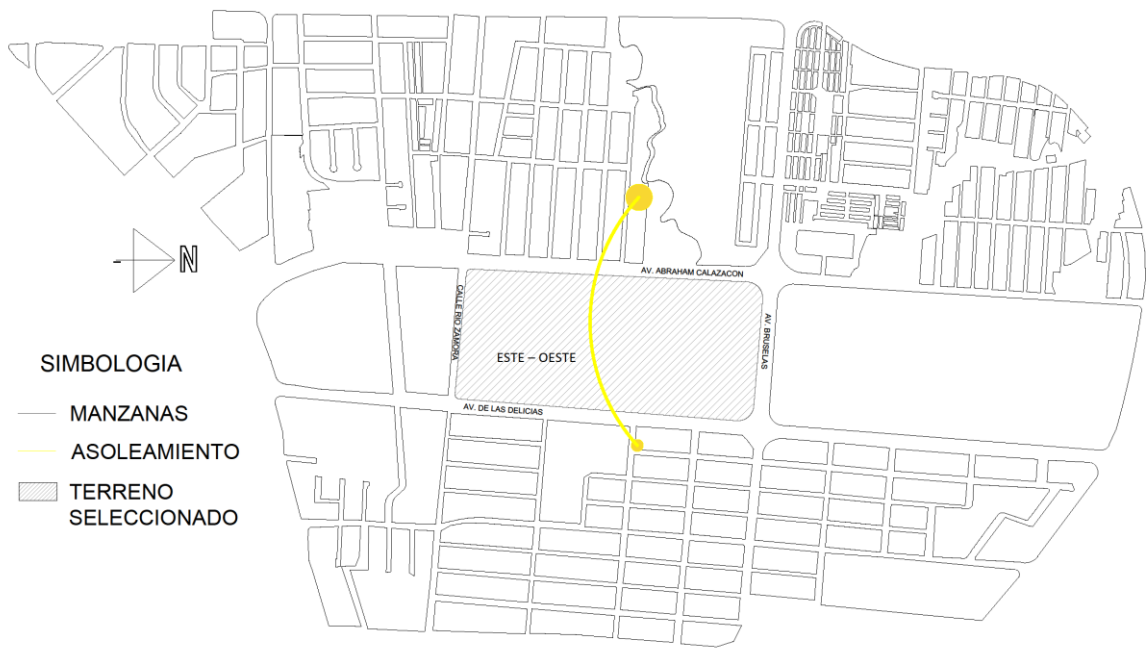 AV. ABRAHAM CALAZACON
N
CALLE RIO ZAMORA
AV. BRUSELAS
ESTE – OESTE
SIMBOLOGIA
AV. DE LAS DELICIAS
MANZANAS
ASOLEAMIENTO
TERRENO
SELECCIONADO